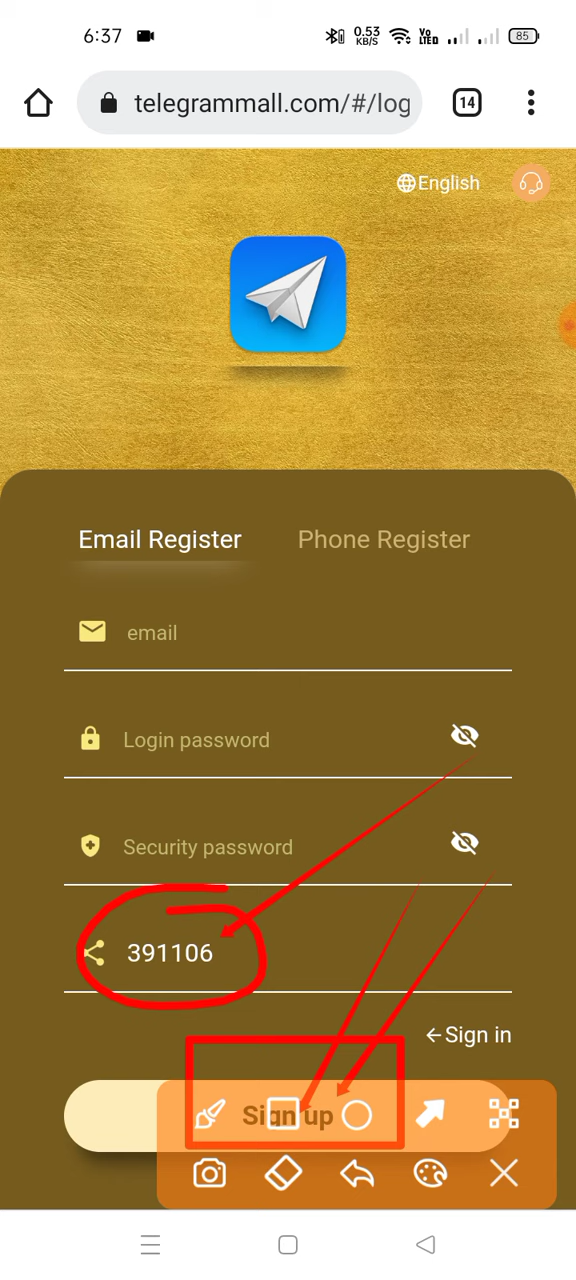 6:37 0.53 KB/S Vo LTED 85
telegrammall.com/#/log 14
English
Email Register Phone Register
email
Login password
Security password
391106
←Sign in
Sign up